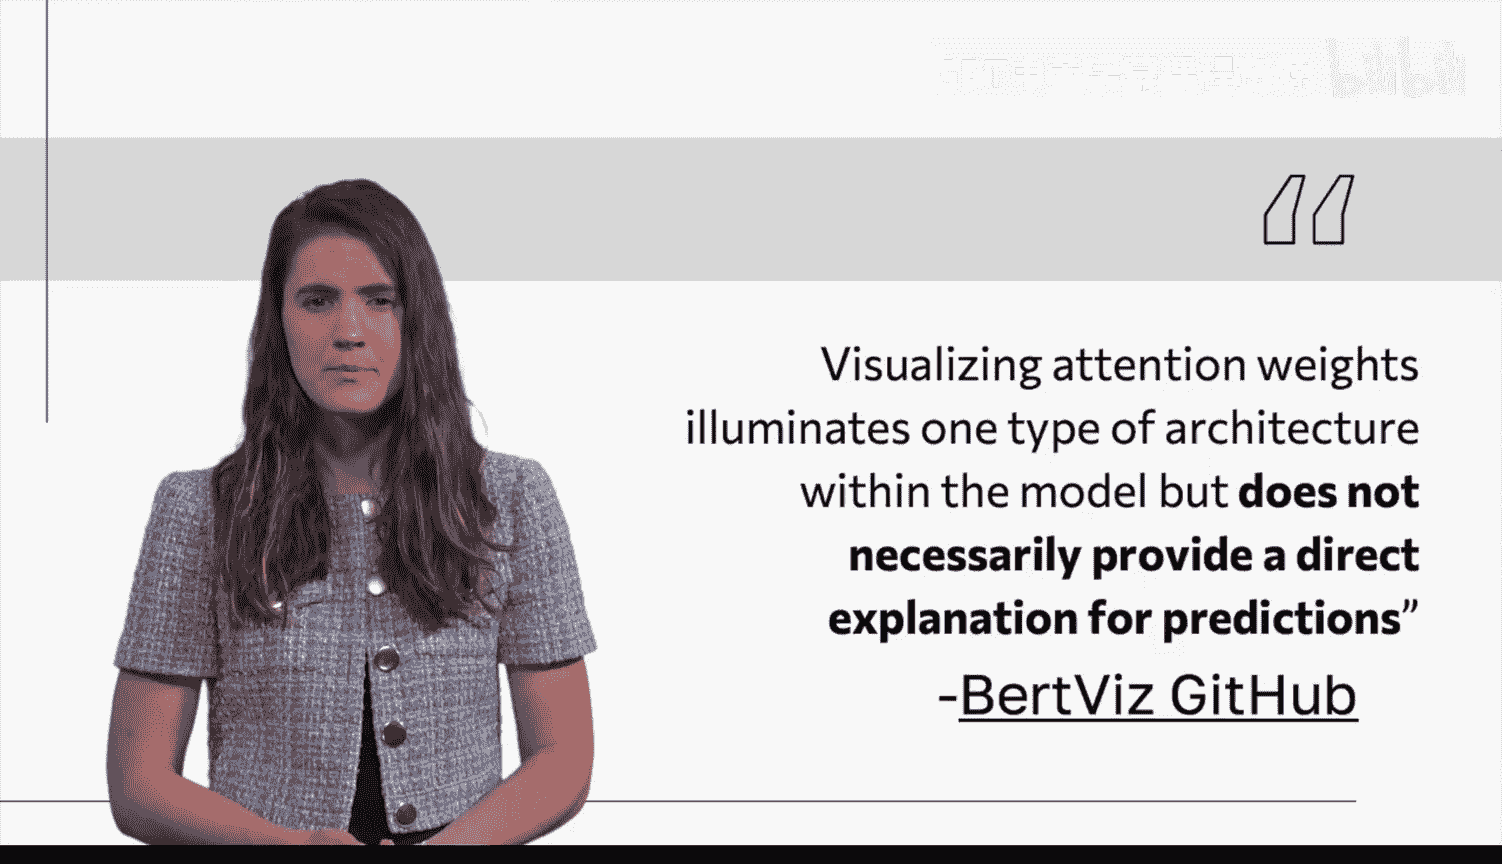 “
Visualizing attention weights
illuminates one type of architecture
within the model but does not
necessarily provide a direct
explanation for predictions”
-BertViz GitHub